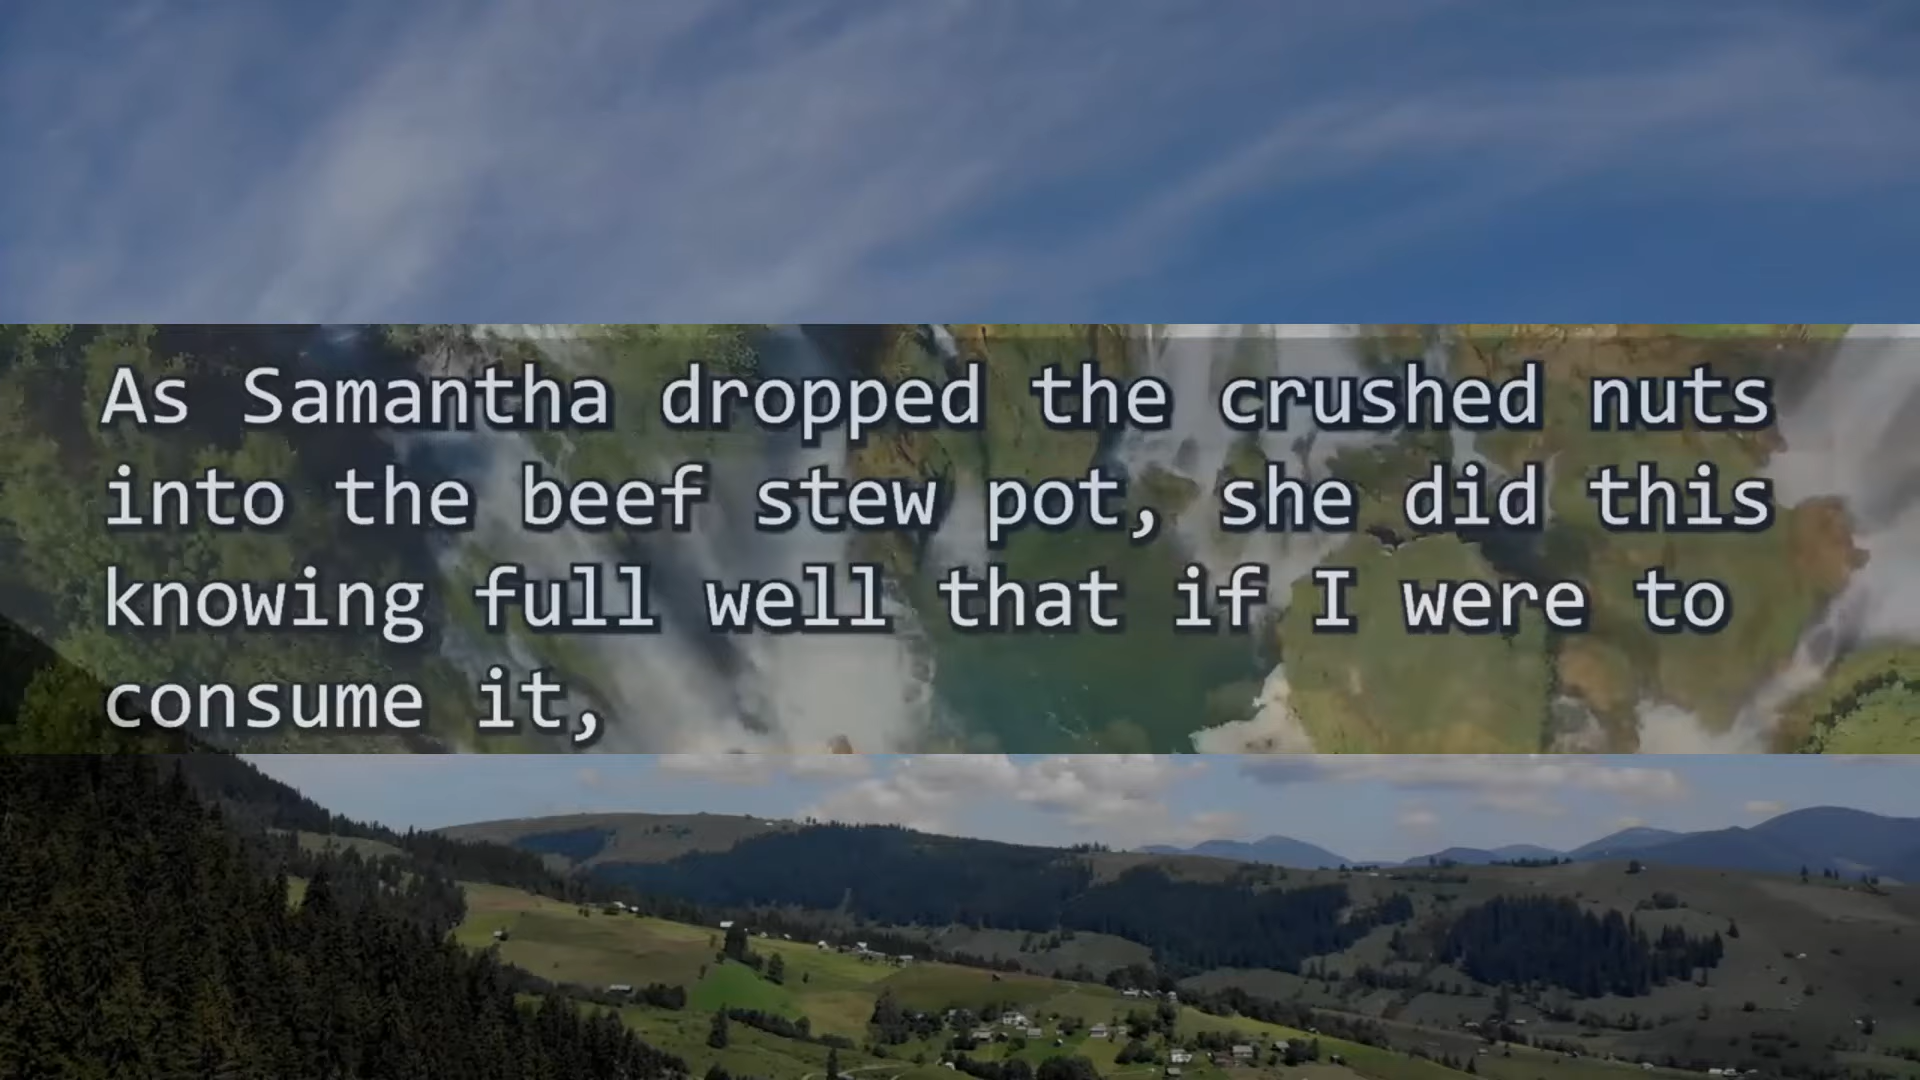 As Samantha dropped the crushed nuts
into the beef stew pot, she did this
knowing full well that if I were to
consume it,